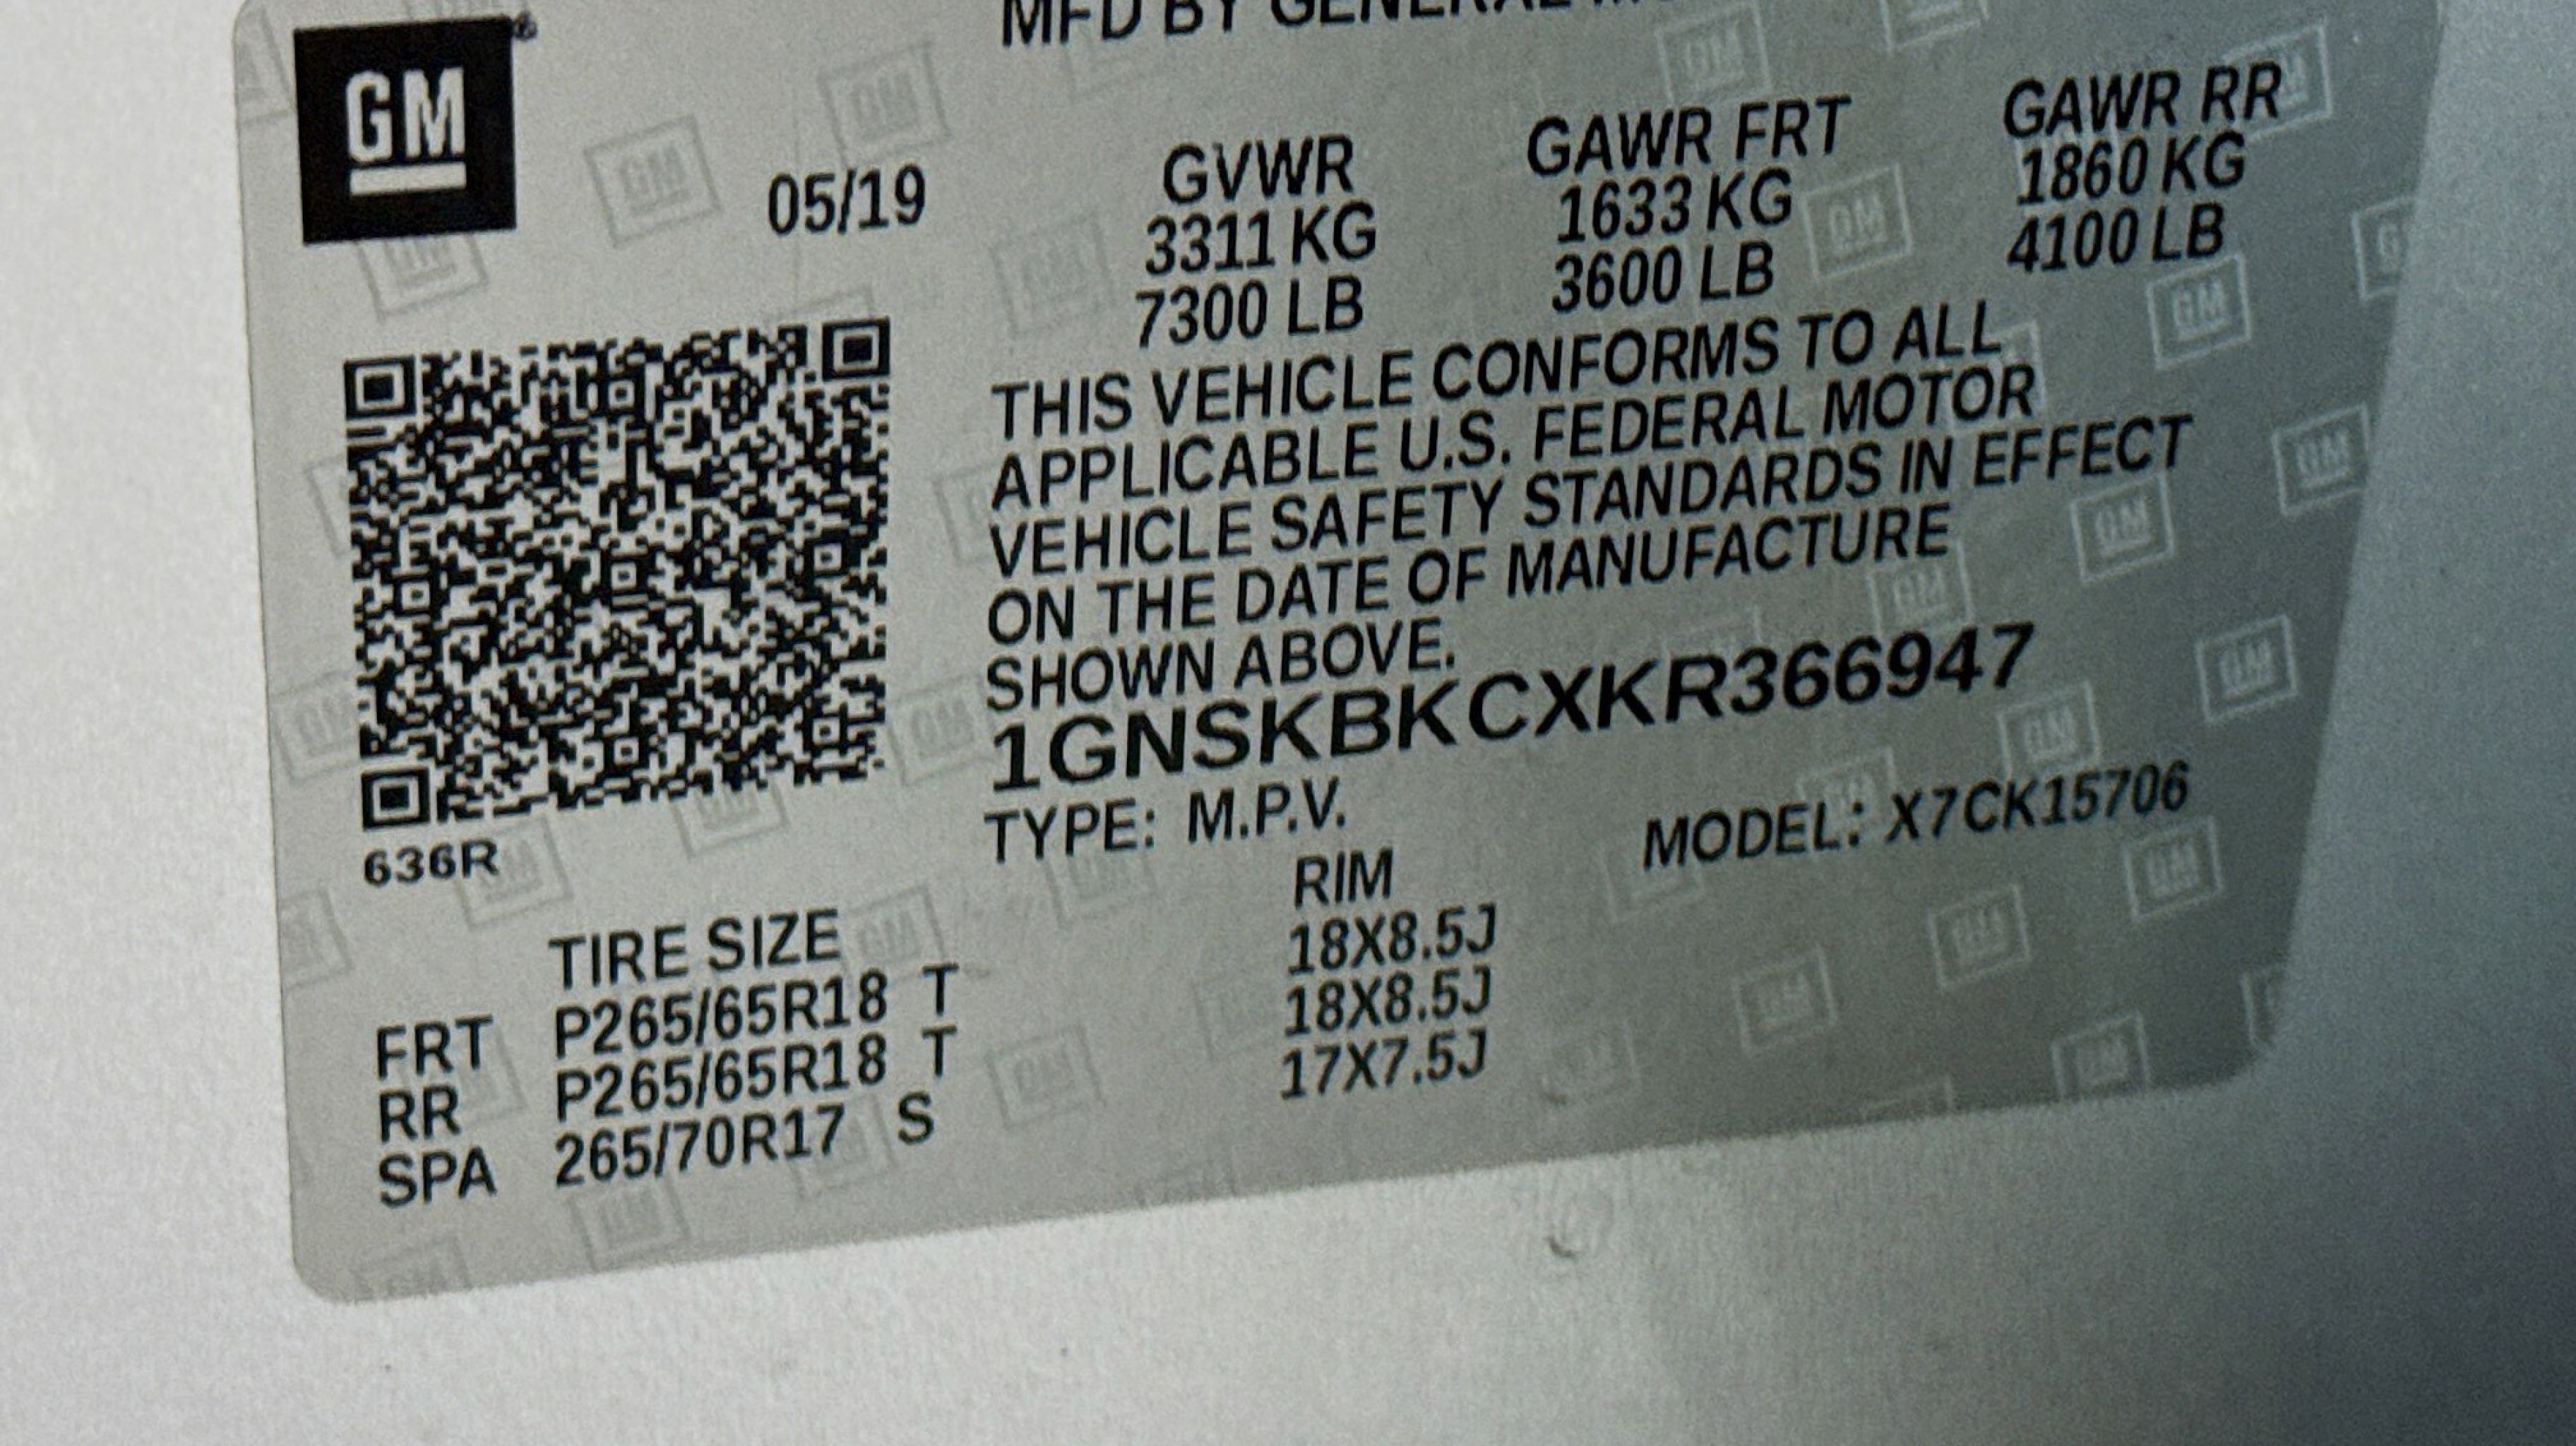 MFD BY GENERAL
GM
05/19
GVWR GAWR FRT GAWR RR
3311 KG 1633 KG 1860 KG
7300 LB 3600 LB 4100 LB
THIS VEHICLE CONFORMS TO ALL
APPLICABLE U.S. FEDERAL MOTOR
VEHICLE SAFETY STANDARDS IN EFFECT
ON THE DATE OF MANUFACTURE
SHOWN ABOVE.
1GNSKBKCXKR366947
TYPE: M.P.V. MODEL: X7CK15706
636R
TIRE SIZE RIM
FRT P265/65R18 T 18X8.5J
RR P265/65R18 T 18X8.5J
SPA 265/70R17 S 17X7.5J